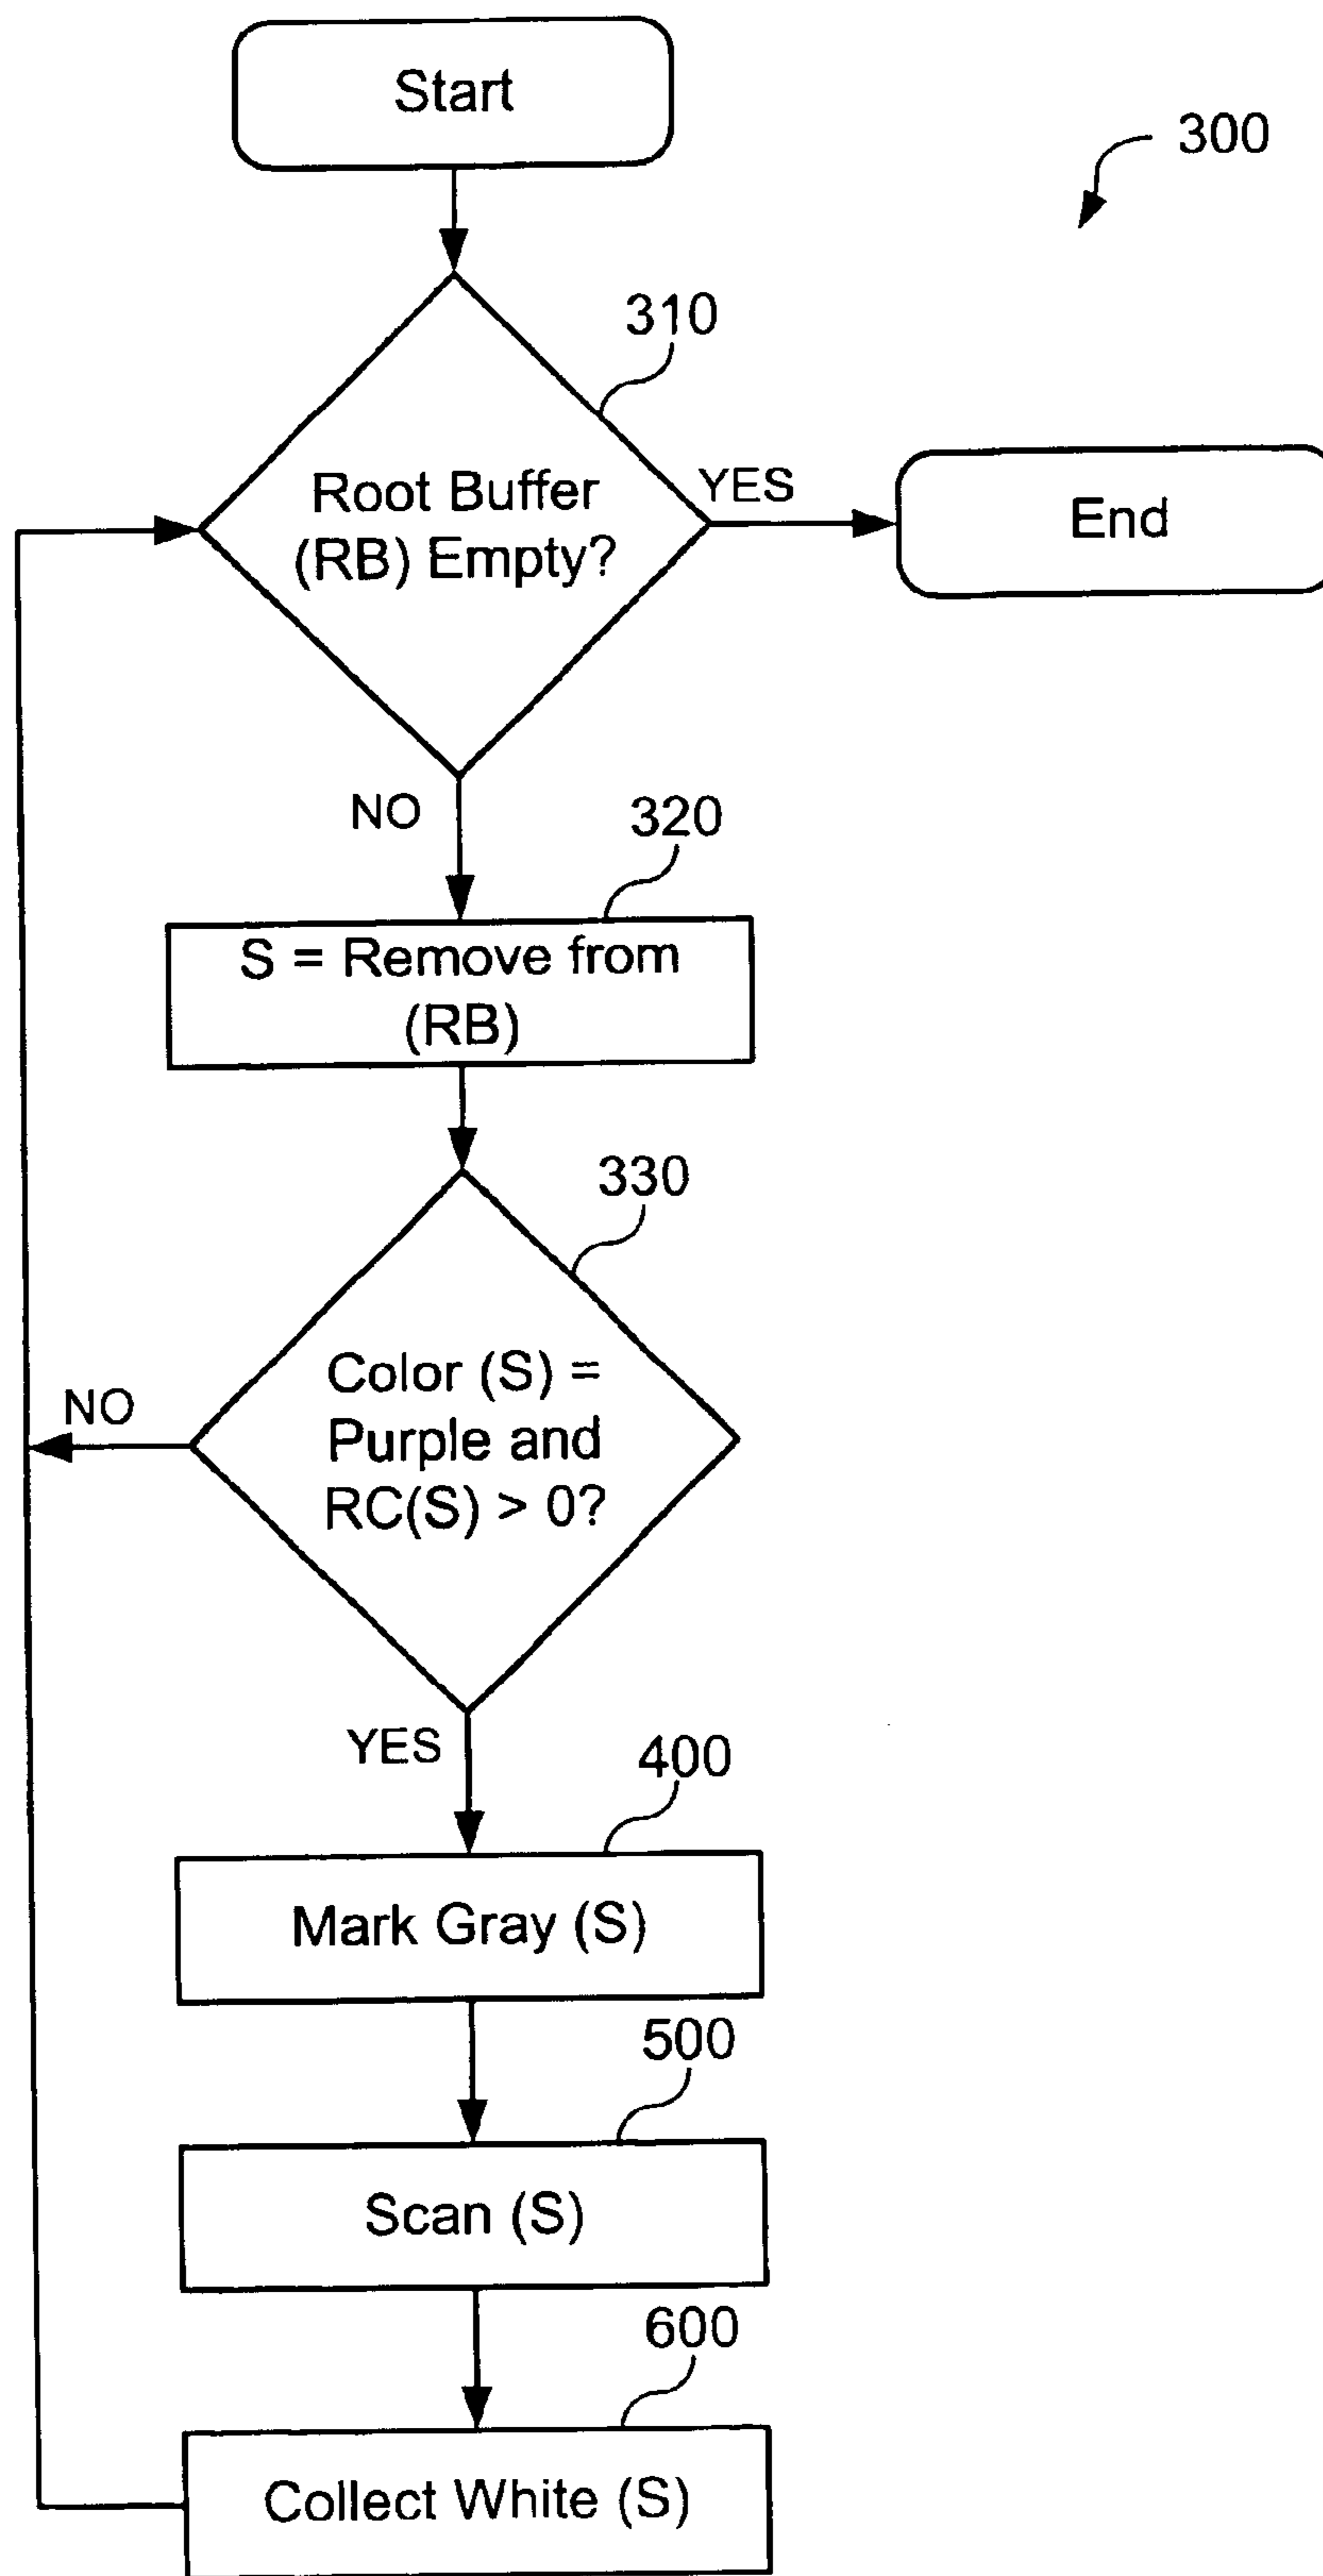 Start
300
310
Root Buffer
(RB) Empty?
YES
End
NO
320
S = Remove from
(RB)
330
Color (S) =
Purple and
RC(S) > 0?
NO
YES
400
Mark Gray (S)
500
Scan (S)
600
Collect White (S)